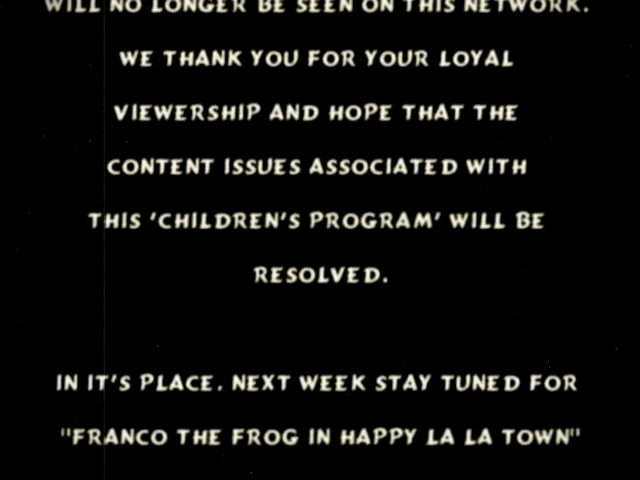 WILL NO LONGER BE SEEN ON THIS NETWORK.
WE THANK YOU FOR YOUR LOYAL
VIEWERSHIP AND HOPE THAT THE
CONTENT ISSUES ASSOCIATED WITH
THIS 'CHILDREN'S PROGRAM' WILL BE
RESOLVED.
IN IT'S PLACE, NEXT WEEK STAY TUNED FOR
"FRANCO THE FROG IN HAPPY LA LA TOWN"